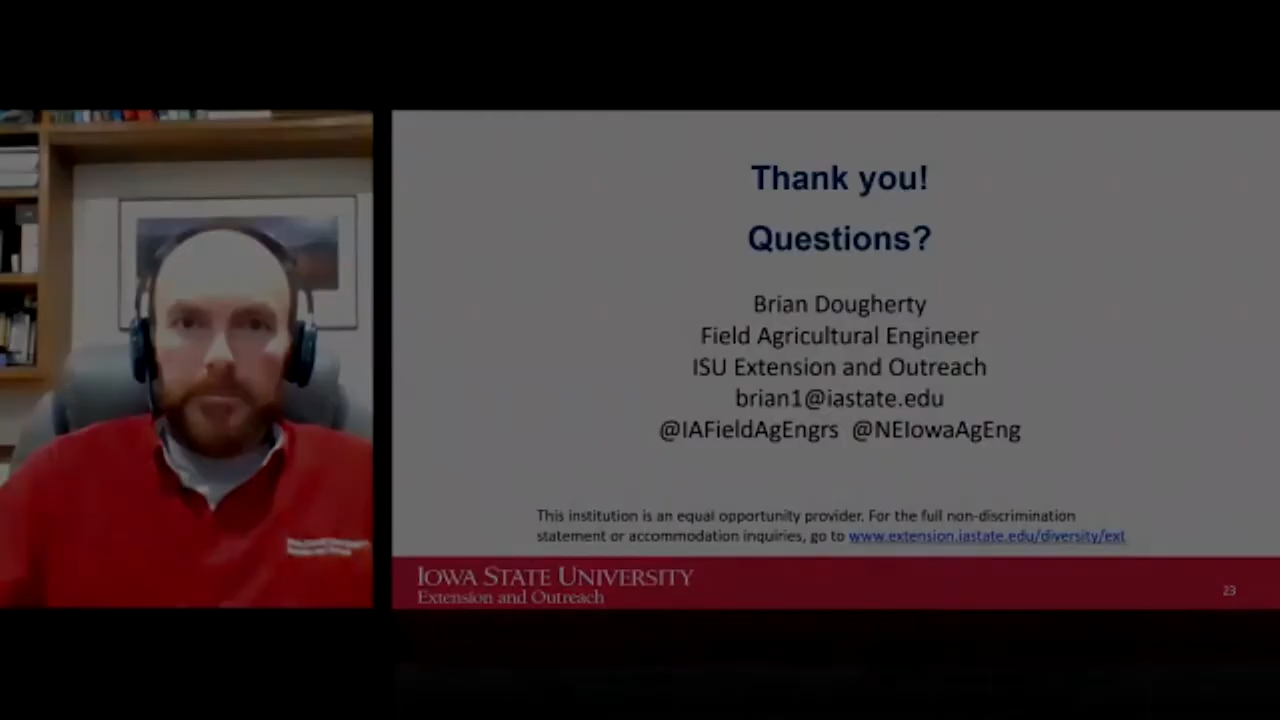 Thank you!
Questions?
Brian Dougherty
Field Agricultural Engineer
ISU Extension and Outreach
brian1@iastate.edu
@IAFieldAgEngrs @NEIowaAgEng
This institution is an equal opportunity provider. For the full non-discrimination
statement or accommodation inquiries, go to www.extension.iastate.edu/diversity/ext
IOWA STATE UNIVERSITY
Extension and Outreach
23